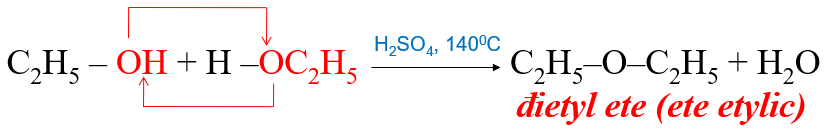 H₂SO₄, 140⁰C
C₂H₅ – OH + H –OC₂H₅ C₂H₅–O–C₂H₅ + H₂O
đietyl ete (ete etylic)